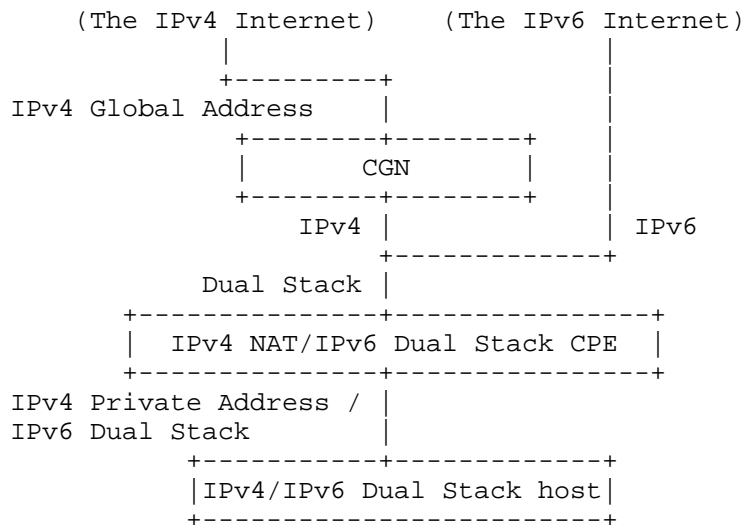 (The IPv4 Internet) (The IPv6 Internet)
IPv4 Global Address
CGN
IPv4 IPv6
Dual Stack
IPv4 NAT/IPv6 Dual Stack CPE
IPv4 Private Address /
IPv6 Dual Stack
IPv4/IPv6 Dual Stack host